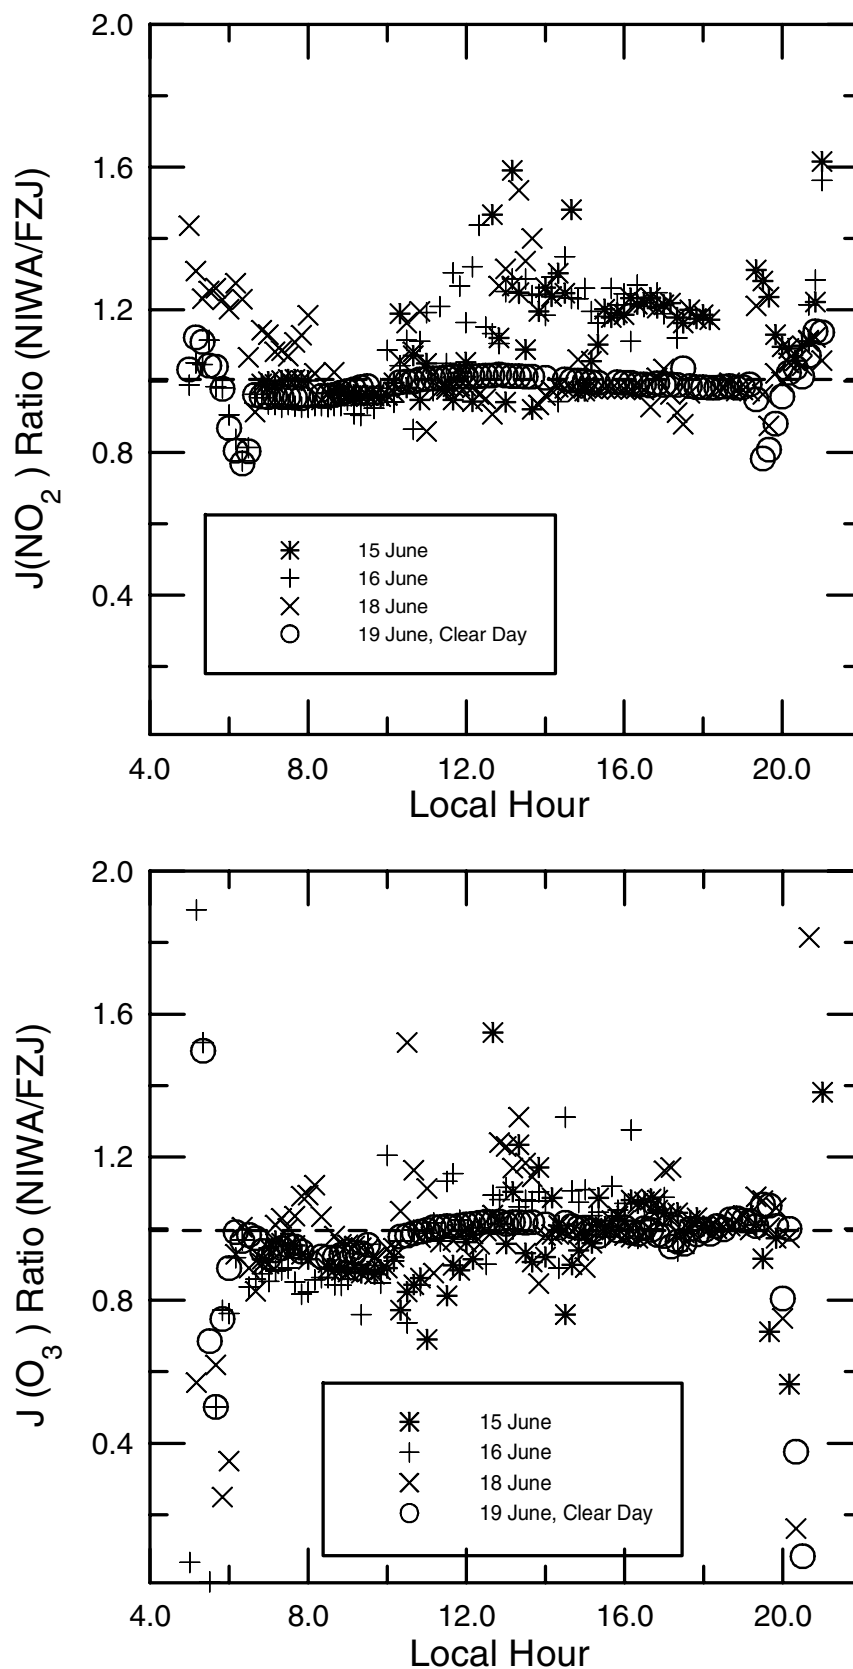 2.0
1.6
1.2
0.8
0.4
J(NO2) Ratio (NIWA/FZJ)
15 June
16 June
18 June
19 June, Clear Day
4.0 8.0 12.0 16.0 20.0
Local Hour
2.0
1.6
1.2
0.8
0.4
J (O3) Ratio (NIWA/FZJ)
15 June
16 June
18 June
19 June, Clear Day
4.0 8.0 12.0 16.0 20.0
Local Hour